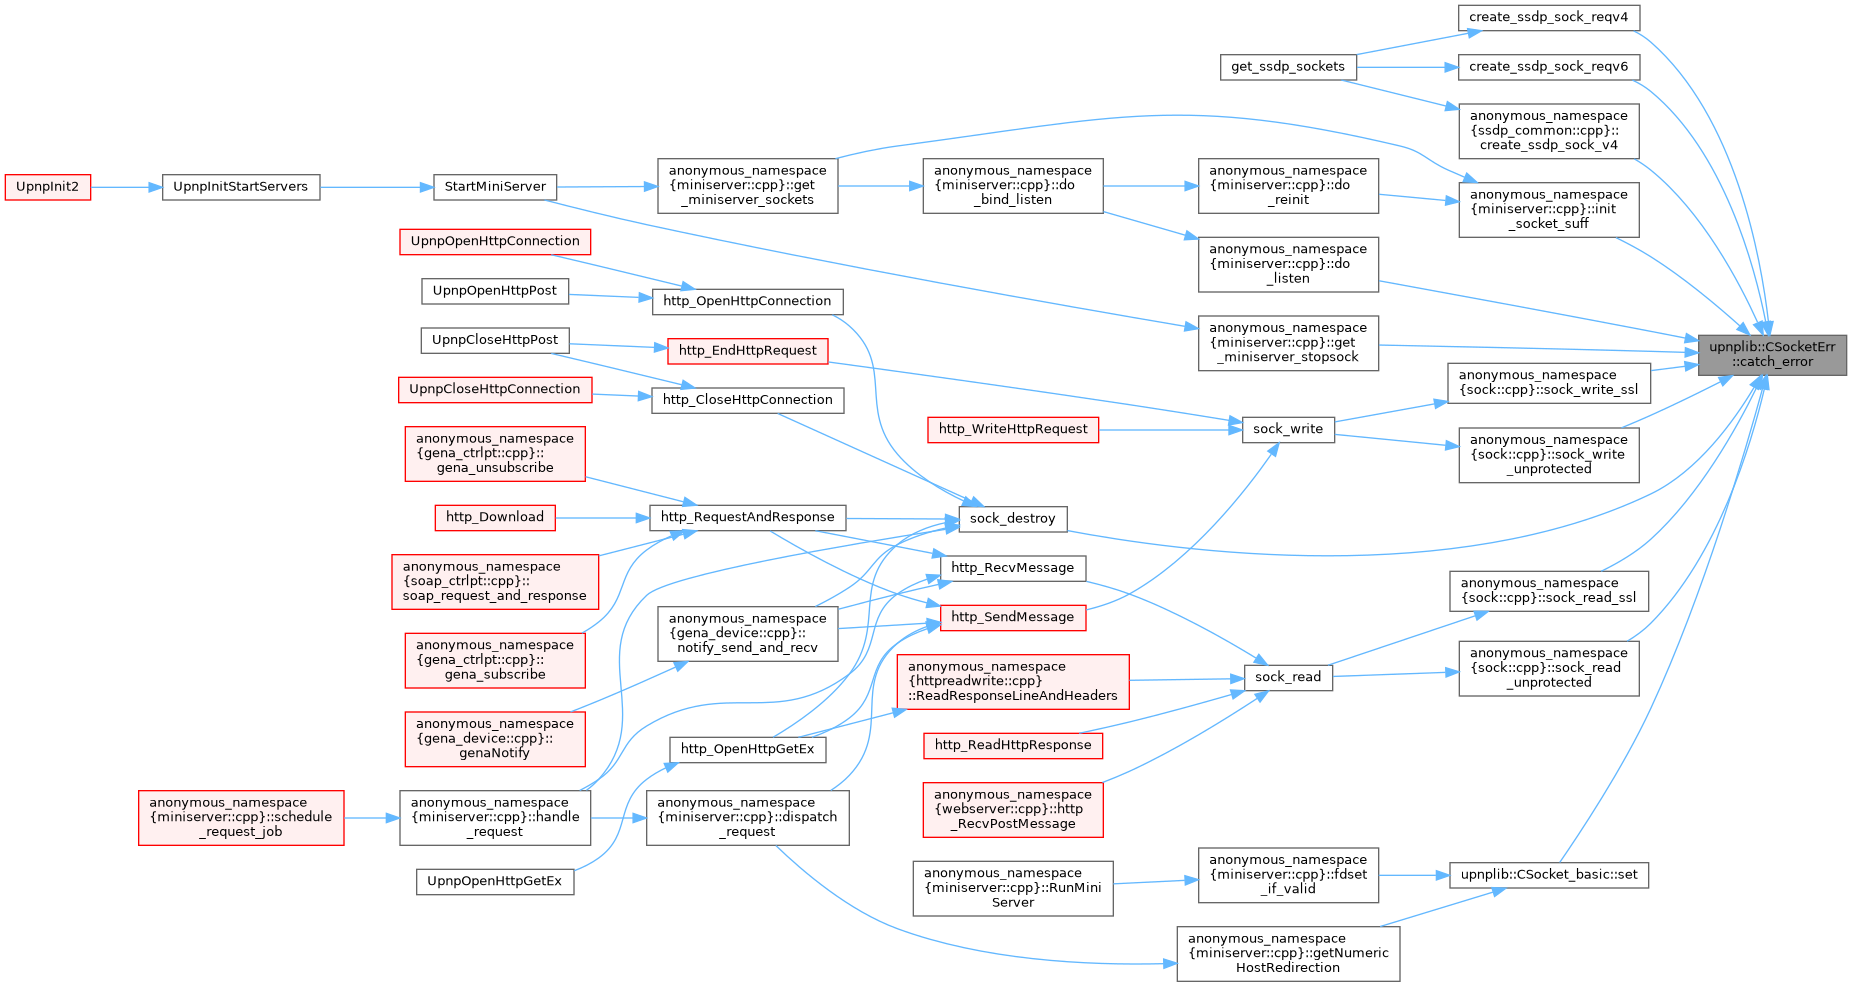 create_ssdp_sock_reqv4
get_ssdp_sockets
create_ssdp_sock_reqv6
anonymous_namespace
{ssdp_common::cpp}::
create_ssdp_sock_v4
UpnpInit2
UpnpInitStartServers
StartMiniServer
anonymous_namespace
{miniserver::cpp}::get
_miniserver_sockets
anonymous_namespace
{miniserver::cpp}::do
_bind_listen
anonymous_namespace
{miniserver::cpp}::do
_reinit
anonymous_namespace
{miniserver::cpp}::init
_socket_suff
UpnpOpenHttpConnection
anonymous_namespace
{miniserver::cpp}::do
_listen
UpnpOpenHttpPost
http_OpenHttpConnection
UpnpCloseHttpPost
http_EndHttpRequest
anonymous_namespace
{miniserver::cpp}::get
_miniserver_stopsock
upnplib::CSocketErr
::catch_error
UpnpCloseHttpConnection
http_CloseHttpConnection
anonymous_namespace
{sock::cpp}::sock_write_ssl
http_WriteHttpRequest
sock_write
anonymous_namespace
{gena_ctrlpt::cpp}::
gena_unsubscribe
anonymous_namespace
{sock::cpp}::sock_write
_unprotected
http_Download
http_RequestAndResponse
sock_destroy
anonymous_namespace
{soap_ctrlpt::cpp}::
soap_request_and_response
http_RecvMessage
anonymous_namespace
{sock::cpp}::sock_read_ssl
anonymous_namespace
{gena_device::cpp}::
notify_send_and_recv
http_SendMessage
anonymous_namespace
{gena_ctrlpt::cpp}::
gena_subscribe
anonymous_namespace
{httpreadwrite::cpp}
::ReadResponseLineAndHeaders
sock_read
anonymous_namespace
{sock::cpp}::sock_read
_unprotected
anonymous_namespace
{gena_device::cpp}::
genaNotify
http_OpenHttpGetEx
http_ReadHttpResponse
anonymous_namespace
{miniserver::cpp}::schedule
_request_job
anonymous_namespace
{miniserver::cpp}::handle
_request
anonymous_namespace
{miniserver::cpp}::dispatch
_request
anonymous_namespace
{webserver::cpp}::http
_RecvPostMessage
UpnpOpenHttpGetEx
anonymous_namespace
{miniserver::cpp}::RunMini
Server
anonymous_namespace
{miniserver::cpp}::fdset
_if_valid
upnplib::CSocket_basic::set
anonymous_namespace
{miniserver::cpp}::getNumeric
HostRedirection